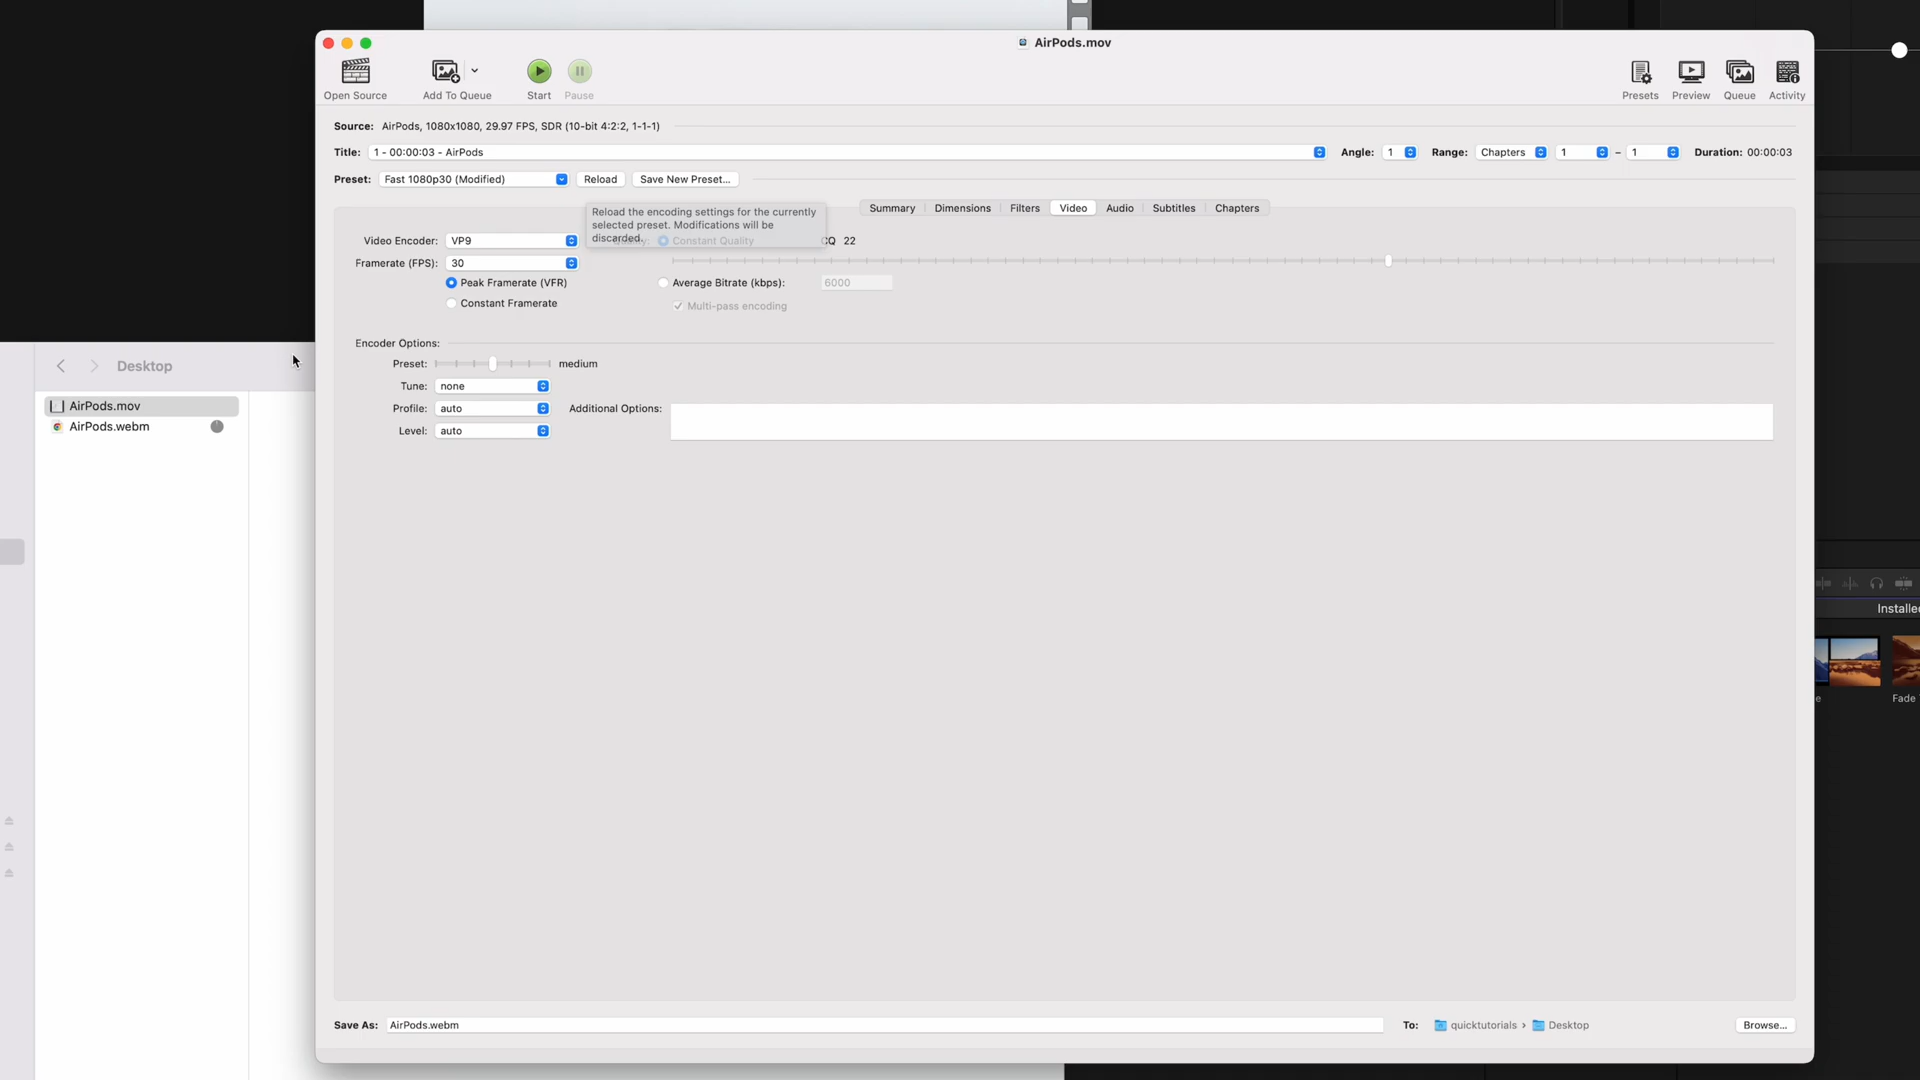 AirPods.mov
Open Source
Add To Queue
Start
Pause
Presets
Preview
Queue
Activity
Source: AirPods, 1080x1080, 29.97 FPS, SDR (10-bit 4:2:2, 1-1-1)
Title: 1 - 00:00:03 - AirPods
Angle: 1
Range: Chapters 1 – 1
Duration: 00:00:03
Preset: Fast 1080p30 (Modified)
Reload
Save New Preset...
Reload the encoding settings for the currently
selected preset. Modifications will be
discarded.
Summary
Dimensions
Filters
Video
Audio
Subtitles
Chapters
Video Encoder: VP9
Constant Quality
CQ 22
Framerate (FPS): 30
Peak Framerate (VFR)
Average Bitrate (kbps): 6000
Constant Framerate
Multi-pass encoding
Encoder Options:
Preset: medium
Tune: none
Profile: auto
Additional Options:
Level: auto
Desktop
AirPods.mov
AirPods.webm
Fade
Save As: AirPods.webm
To: quicktutorials › Desktop
Browse...